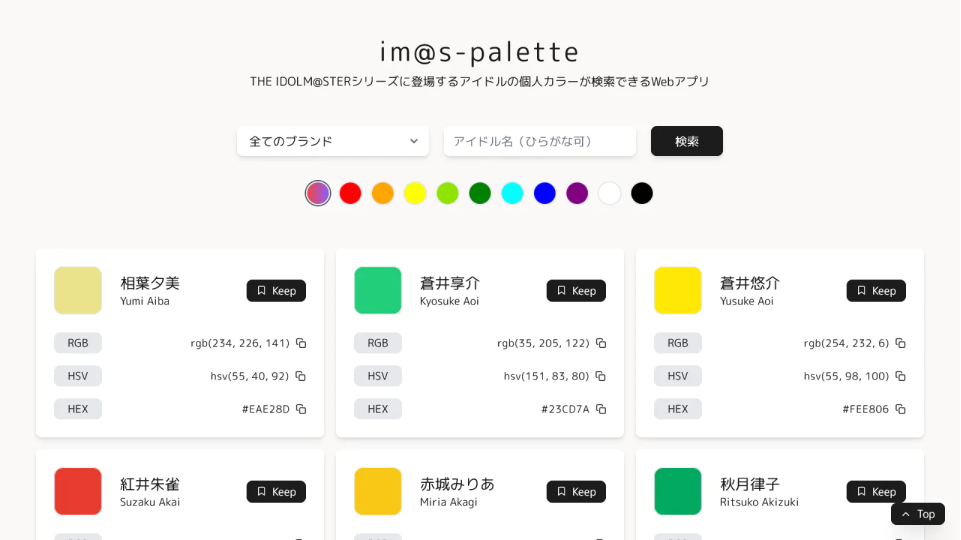 im@s-palette
THE IDOLM@STERシリーズに登場するアイドルの個人カラーが検索できるWebアプリ
全てのブランド
アイドル名（ひらがな可）
検索
相葉夕美
Yumi Aiba
Keep
RGB
rgb(234, 226, 141)
HSV
hsv(55, 40, 92)
HEX
#EAE28D
蒼井享介
Kyosuke Aoi
Keep
RGB
rgb(35, 205, 122)
HSV
hsv(151, 83, 80)
HEX
#23CD7A
蒼井悠介
Yusuke Aoi
Keep
RGB
rgb(254, 232, 6)
HSV
hsv(55, 98, 100)
HEX
#FEE806
紅井朱雀
Suzaku Akai
Keep
赤城みりあ
Miria Akagi
Keep
秋月律子
Ritsuko Akizuki
Keep
Top